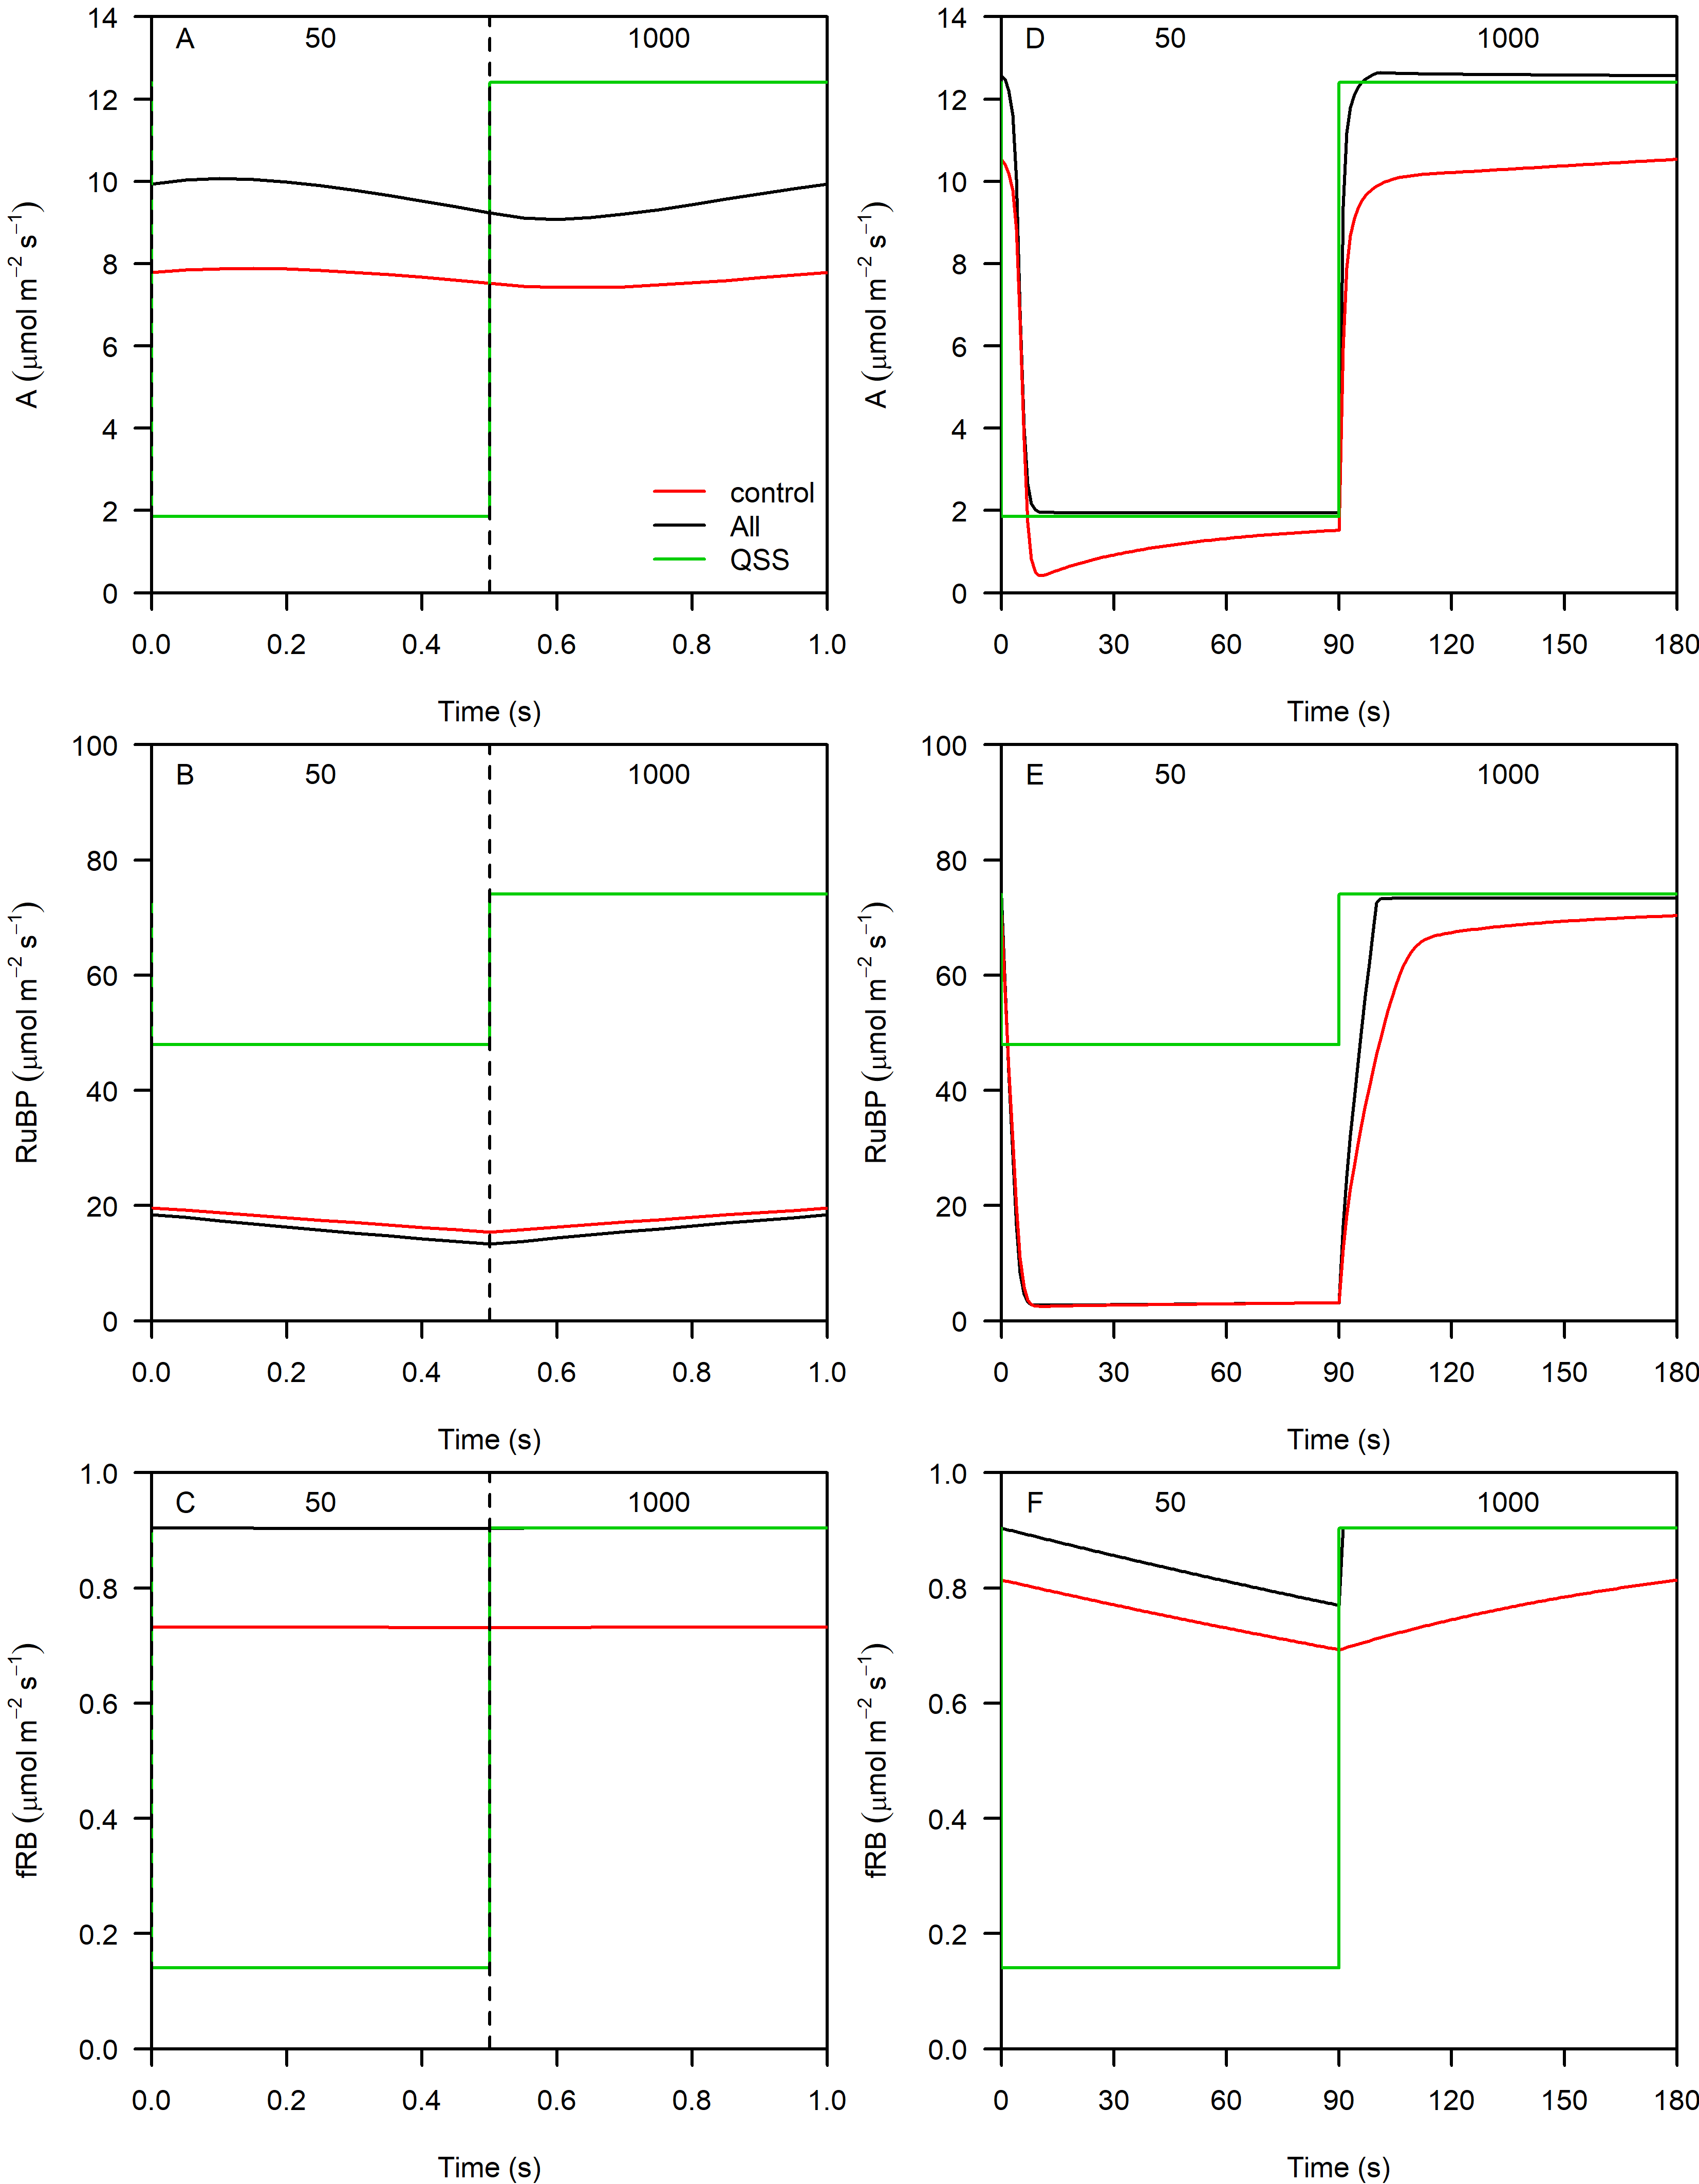 A 50 1000
14
12
10
8
6
4
2
0
A (μmol m−2 s−1)
control
All
QSS
0.0 0.2 0.4 0.6 0.8 1.0
Time (s)
D 50 1000
14
12
10
8
6
4
2
0
A (μmol m−2 s−1)
0 30 60 90 120 150 180
Time (s)
B 50 1000
100
80
60
40
20
0
RuBP (μmol m−2 s−1)
0.0 0.2 0.4 0.6 0.8 1.0
Time (s)
E 50 1000
100
80
60
40
20
0
RuBP (μmol m−2 s−1)
0 30 60 90 120 150 180
Time (s)
C 50 1000
1.0
0.8
0.6
0.4
0.2
0.0
fRB (μmol m−2 s−1)
0.0 0.2 0.4 0.6 0.8 1.0
Time (s)
F 50 1000
1.0
0.8
0.6
0.4
0.2
0.0
fRB (μmol m−2 s−1)
0 30 60 90 120 150 180
Time (s)